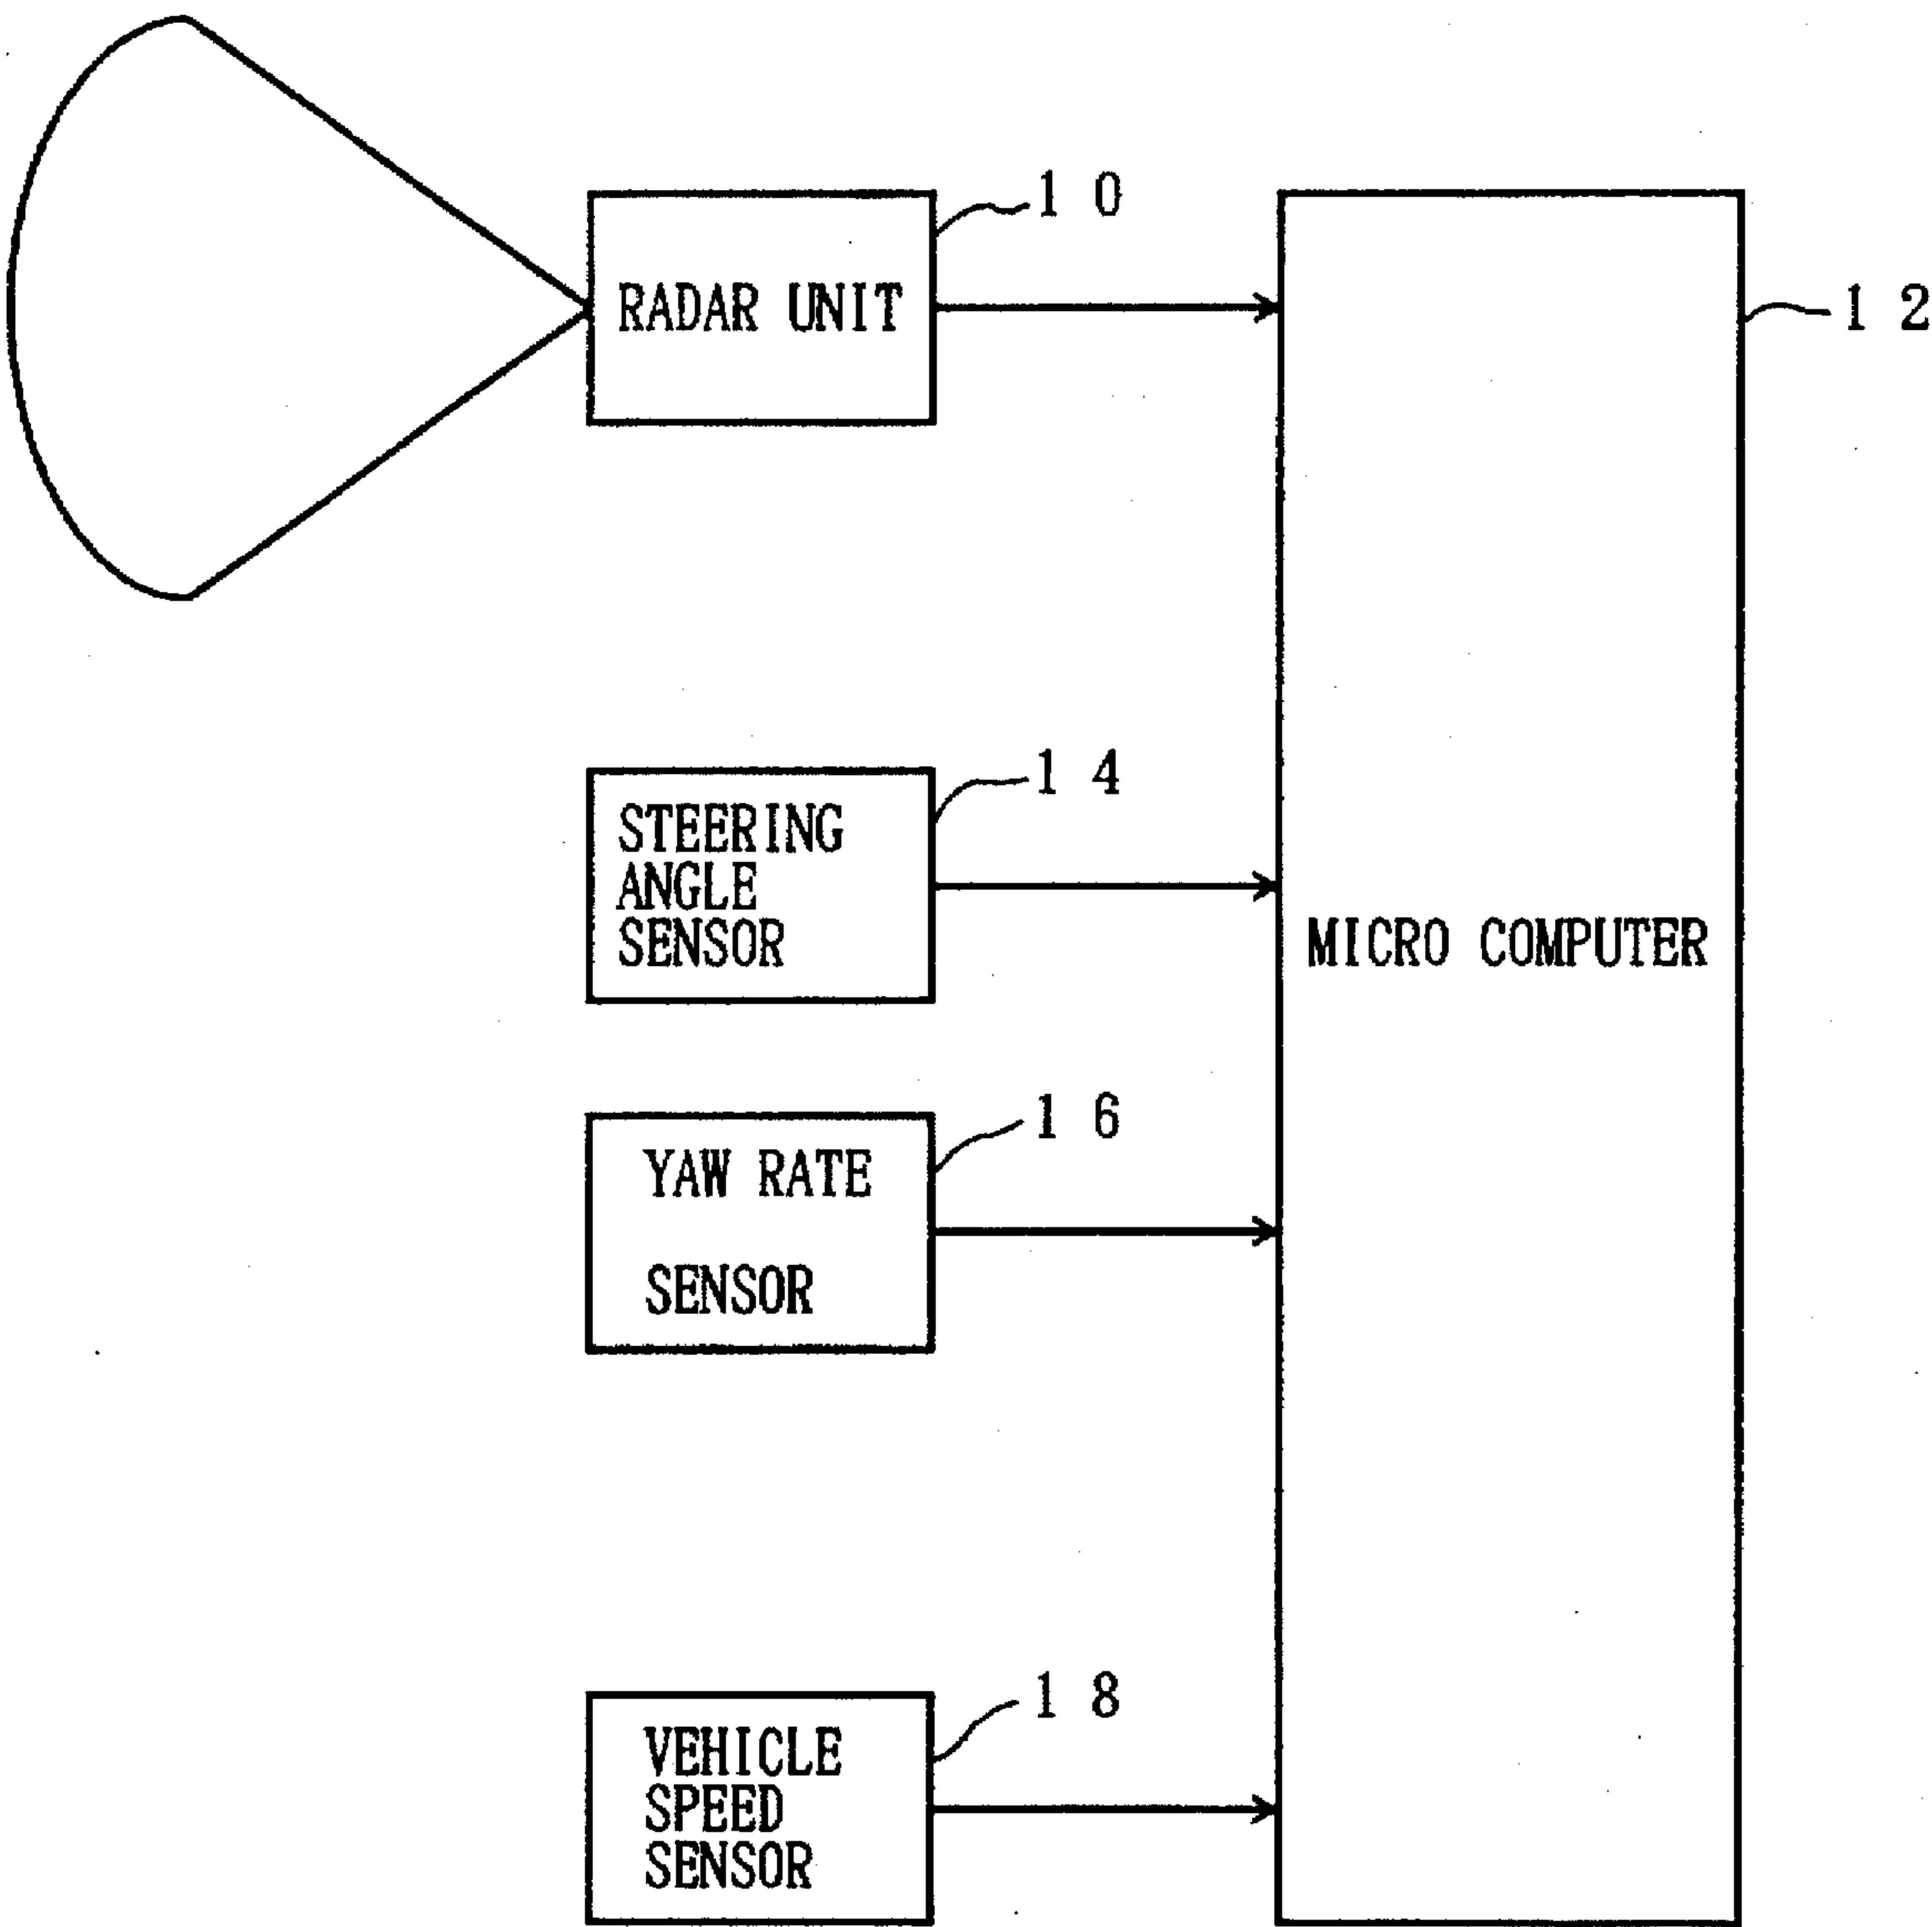 1 0
RADAR UNIT
1 2
1 4
STEERING
ANGLE
SENSOR
MICRO COMPUTER
1 6
YAW RATE
SENSOR
1 8
VEHICLE
SPEED
SENSOR